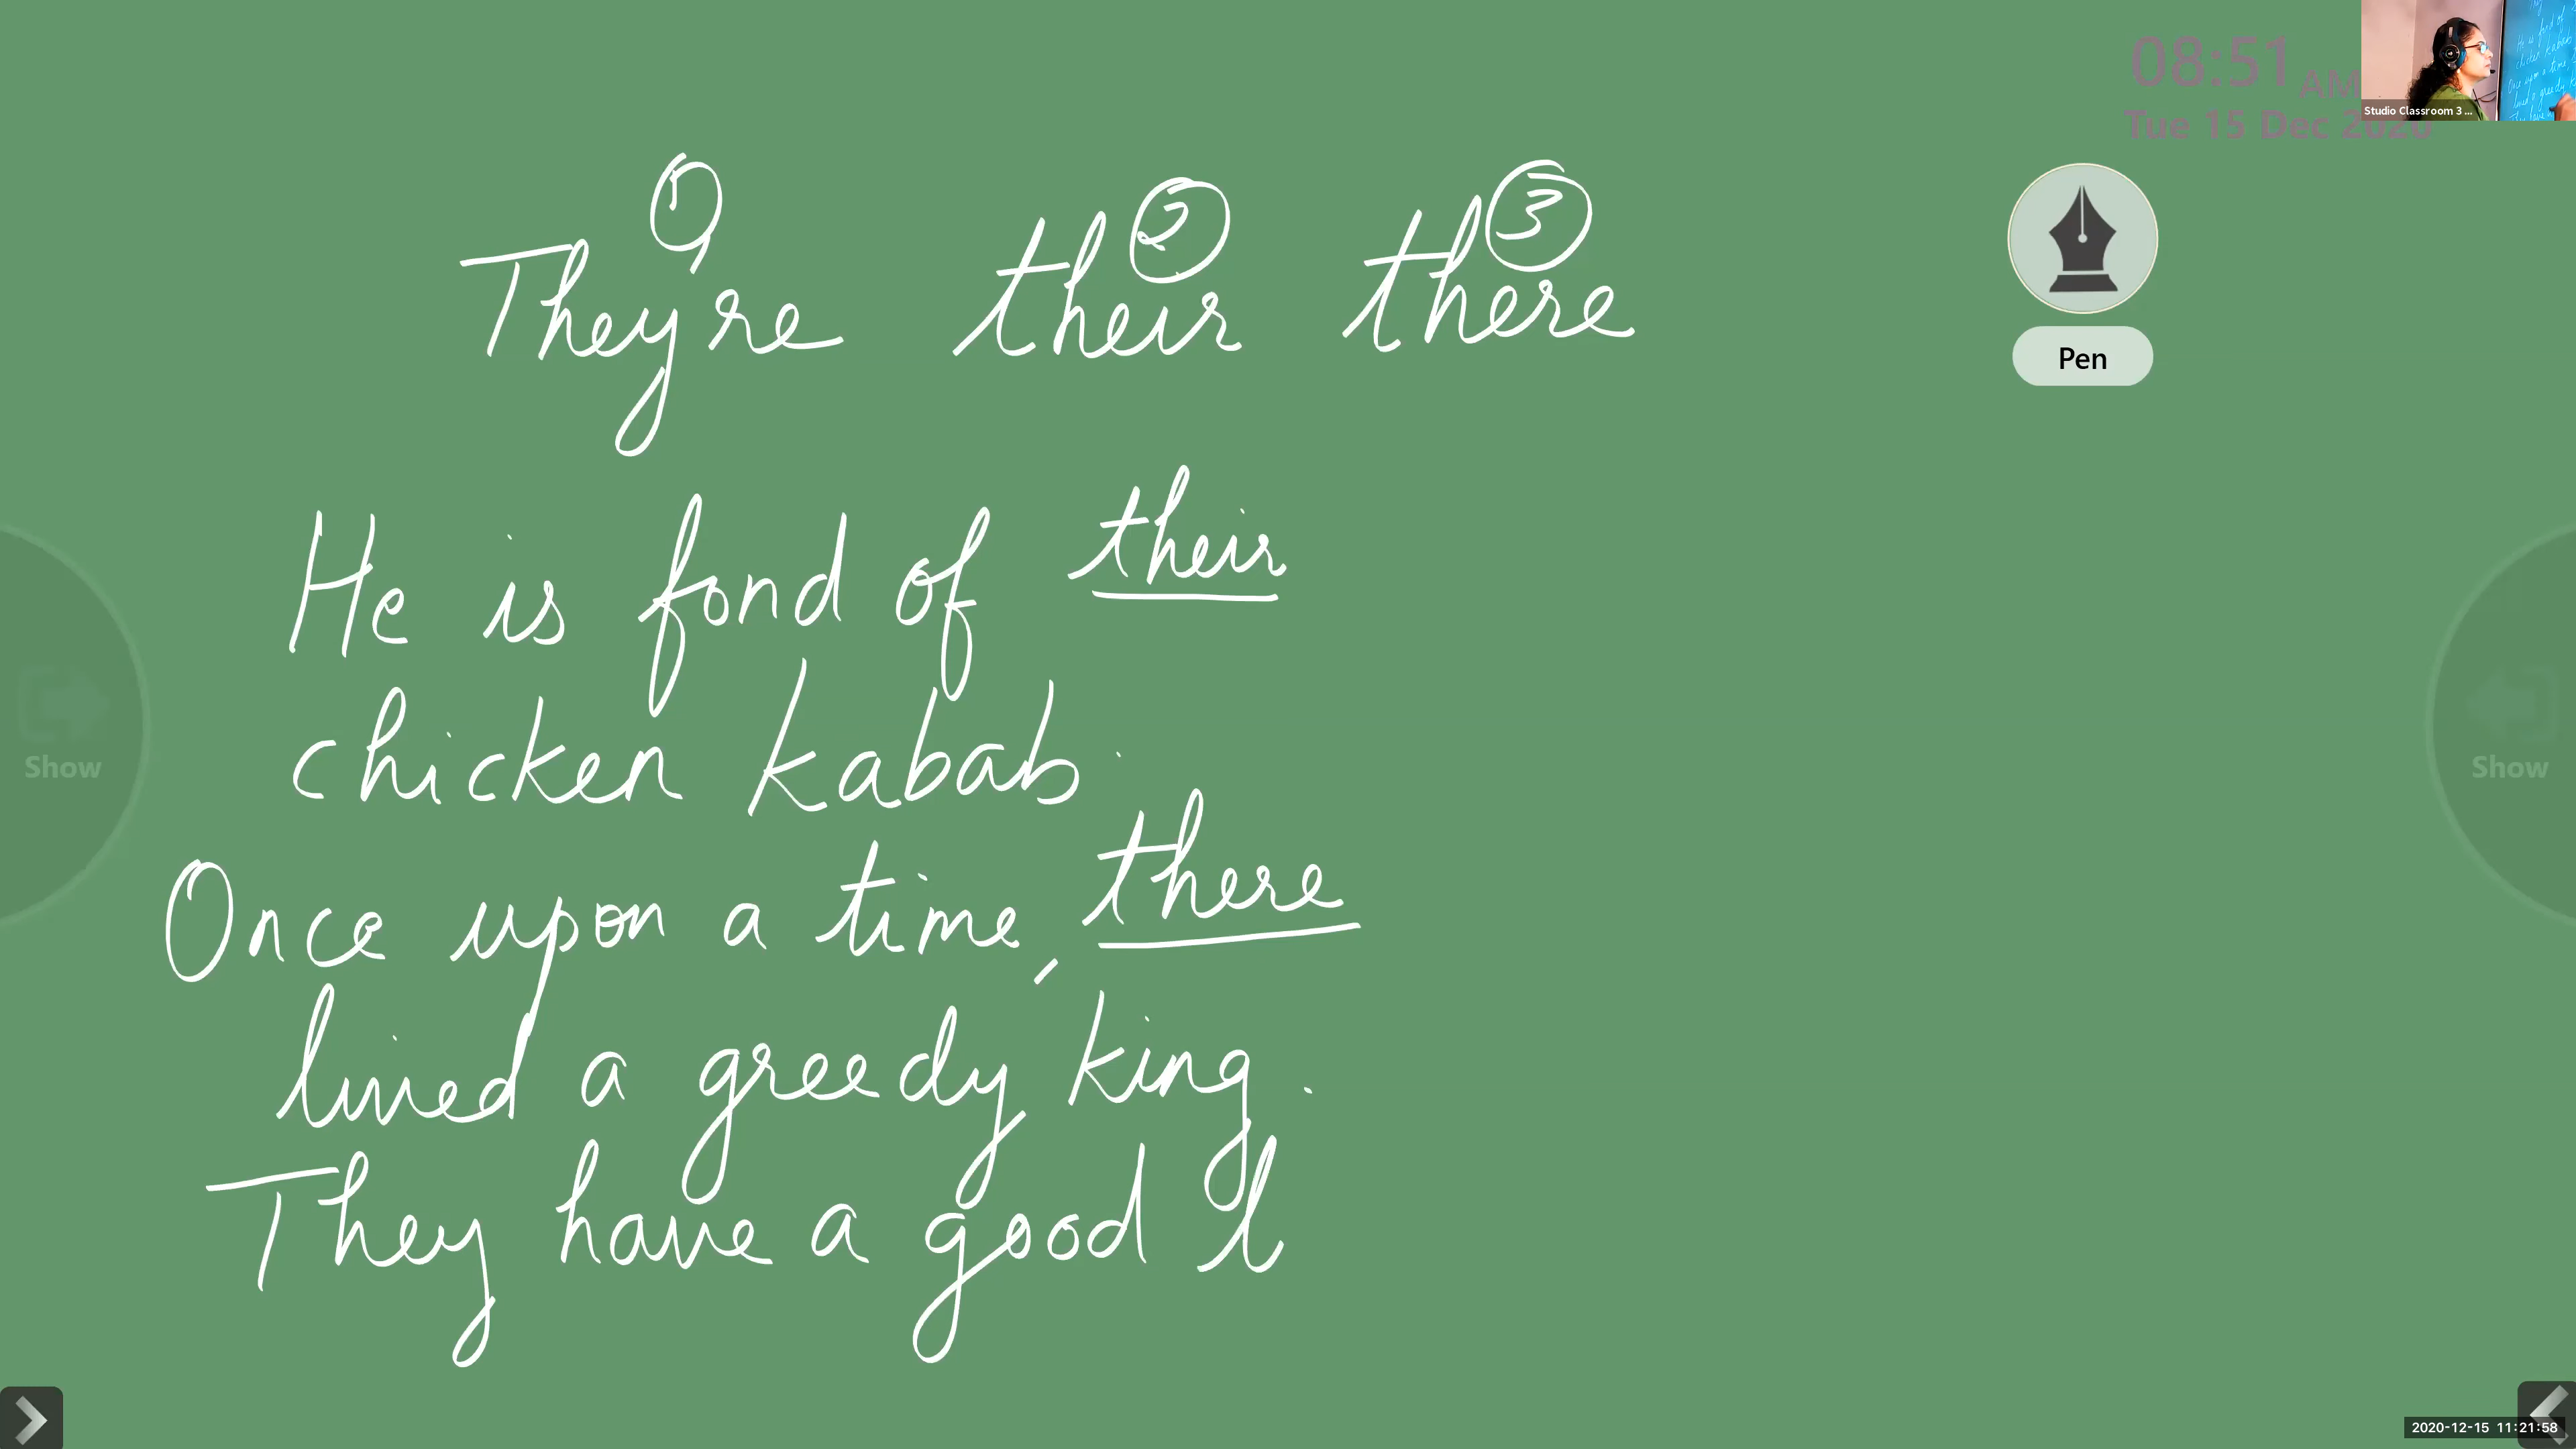 08:51 AM
Tue 15 Dec 2020
Studio Classroom 3 ...
1 2 3
They're their there
Pen
He is fond of their
chicken kabab.
Show
Show
Once upon a time, there
lived a greedy king.
They have a good l
2020-12-15 11:21:58